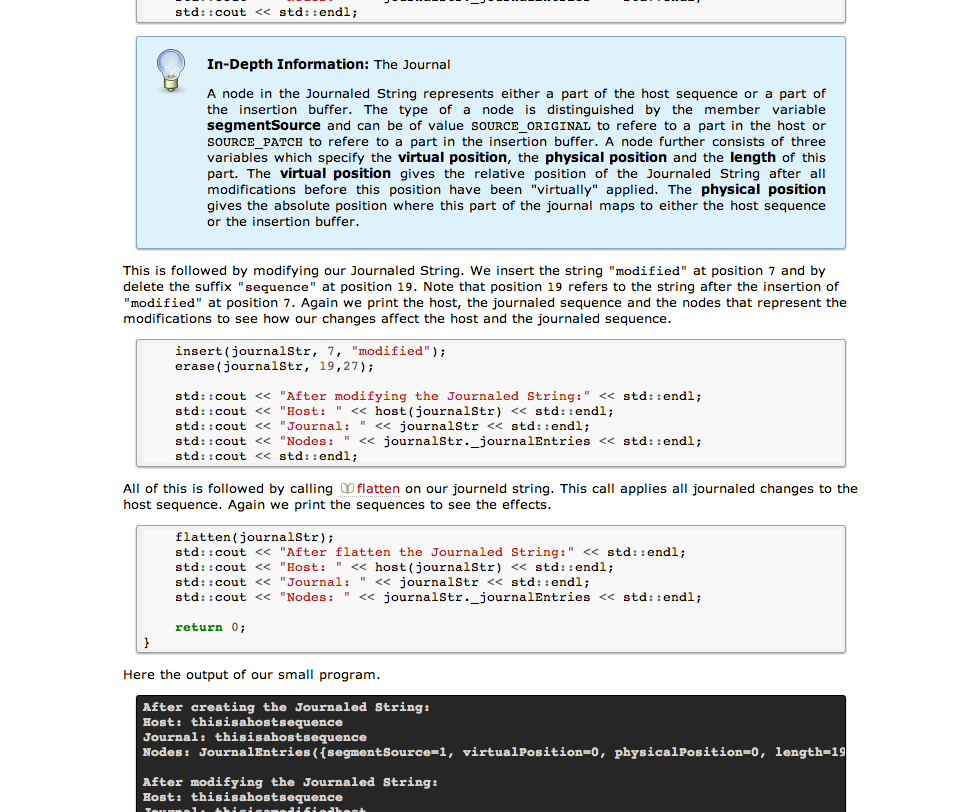 std::cout << std::endl;
In-Depth Information: The Journal
A node in the Journaled String represents either a part of the host sequence or a part of
the insertion buffer. The type of a node is distinguished by the member variable
segmentSource and can be of value SOURCE_ORIGINAL to refere to a part in the host or
SOURCE_PATCH to refere to a part in the insertion buffer. A node further consists of three
variables which specify the virtual position, the physical position and the length of this
part. The virtual position gives the relative position of the Journaled String after all
modifications before this position have been "virtually" applied. The physical position
gives the absolute position where this part of the journal maps to either the host sequence
or the insertion buffer.
This is followed by modifying our Journaled String. We insert the string "modified" at position 7 and by
delete the suffix "sequence" at position 19. Note that position 19 refers to the string after the insertion of
"modified" at position 7. Again we print the host, the journaled sequence and the nodes that represent the
modifications to see how our changes affect the host and the journaled sequence.
insert(journalStr, 7, "modified");
erase(journalStr, 19,27);
std::cout << "After modifying the Journaled String:" << std::endl;
std::cout << "Host: " << host(journalStr) << std::endl;
std::cout << "Journal: " << journalStr << std::endl;
std::cout << "Nodes: " << journalStr._journalEntries << std::endl;
std::cout << std::endl;
All of this is followed by calling flatten on our journeld string. This call applies all journaled changes to the
host sequence. Again we print the sequences to see the effects.
flatten(journalStr);
std::cout << "After flatten the Journaled String:" << std::endl;
std::cout << "Host: " << host(journalStr) << std::endl;
std::cout << "Journal: " << journalStr << std::endl;
std::cout << "Nodes: " << journalStr._journalEntries << std::endl;
return 0;
}
Here the output of our small program.
After creating the Journaled String:
Host: thisisahostsequence
Journal: thisisahostsequence
Nodes: JournalEntries({segmentSource=1, virtualPosition=0, physicalPosition=0, length=19
After modifying the Journaled String:
Host: thisisahostsequence